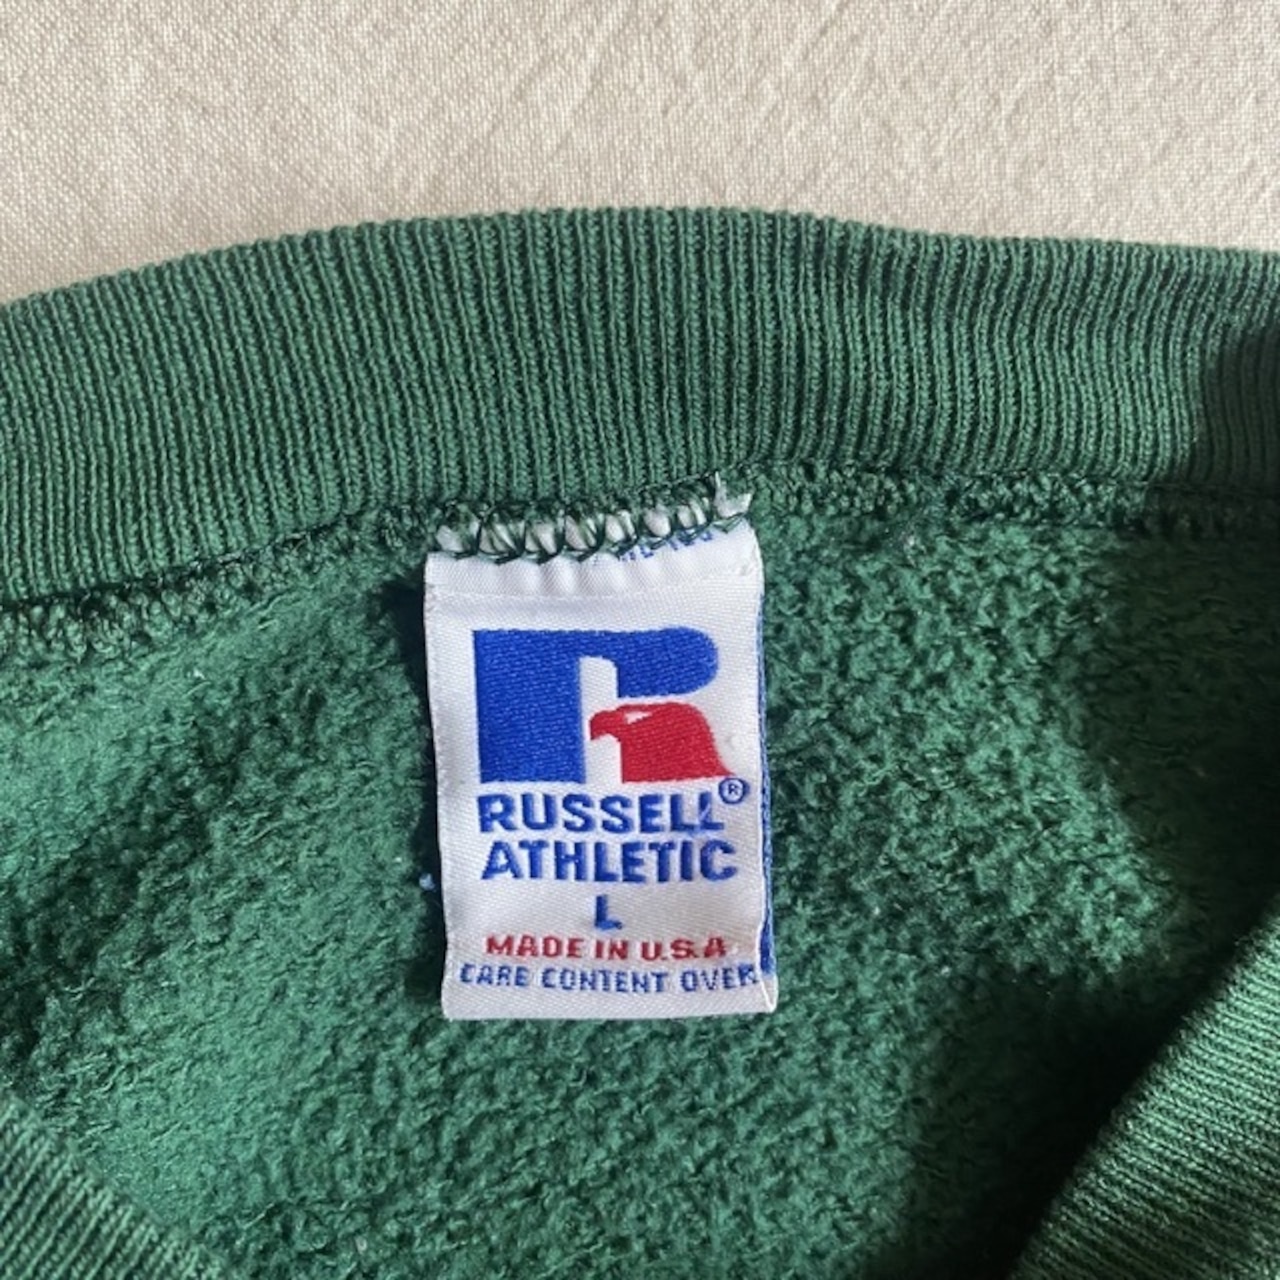 RUSSELL®
ATHLETIC
L
MADE IN U.S.A
CARE CONTENT OVER